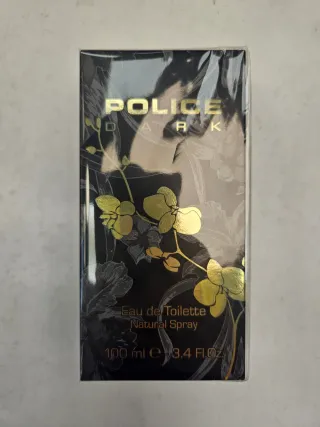 POLICE
DARK
Eau de Toilette
Natural Spray
100 ml ℮ 3.4 Fl.Oz.